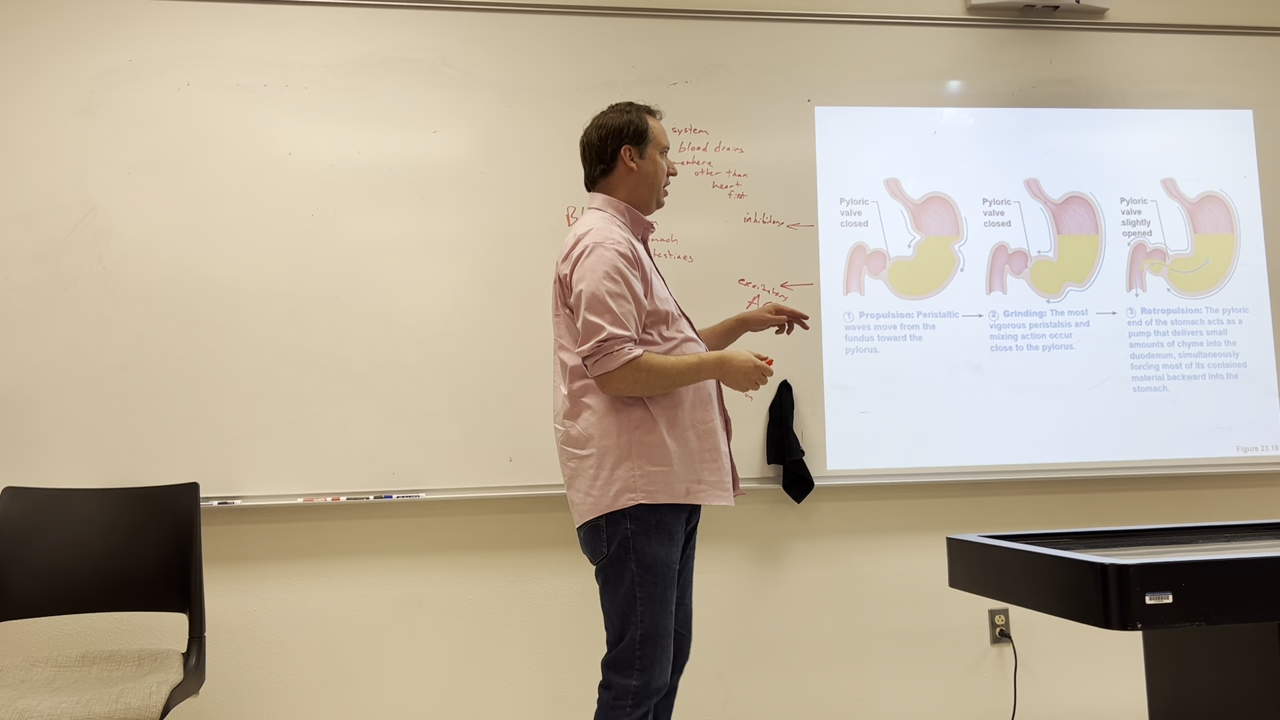 system
blood drains
other than
heart
first
inhibitory
excitatory
Pyloric
valve
closed
Pyloric
valve
closed
Pyloric
valve
slightly
opened
1 Propulsion: Peristaltic
waves move from the
fundus toward the
pylorus.
2 Grinding: The most
vigorous peristalsis and
mixing action occur
close to the pylorus.
3 Retropulsion: The pyloric
end of the stomach acts as a
pump that delivers small
amounts of chyme into the
duodenum, simultaneously
forcing most of its contained
material backward into the
stomach.